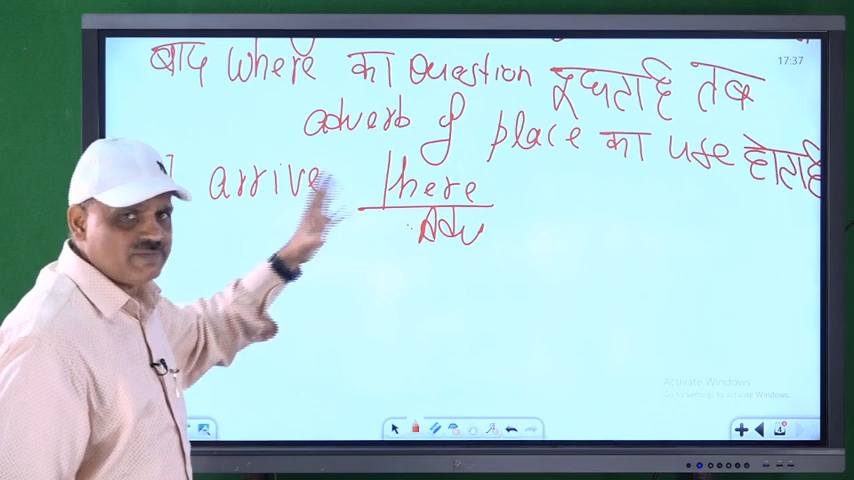 17:37
बाद where का Question पूछता है तब
adverb of place का use होता है
I arrive there
Adv
Activate Windows
Go to Settings to activate Windows.
4